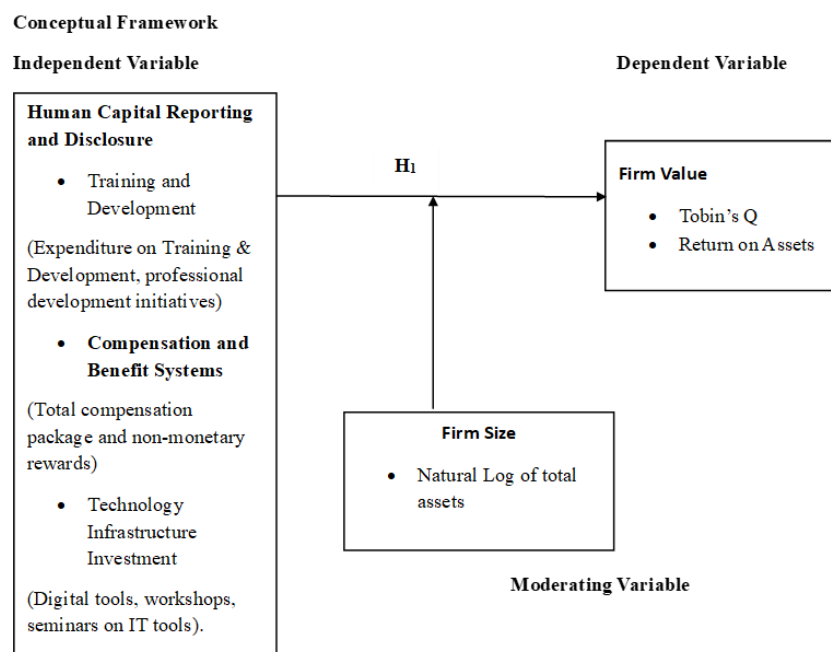 Conceptual Framework
Independent Variable
Dependent Variable
Human Capital Reporting
and Disclosure
• Training and
Development
(Expenditure on Training &
Development, professional
development initiatives)
• Compensation and
Benefit Systems
(Total compensation
package and non-monetary
rewards)
• Technology
Infrastructure
Investment
(Digital tools, workshops,
seminars on IT tools).
H1
Firm Value
• Tobin's Q
• Return on Assets
Firm Size
• Natural Log of total
assets
Moderating Variable